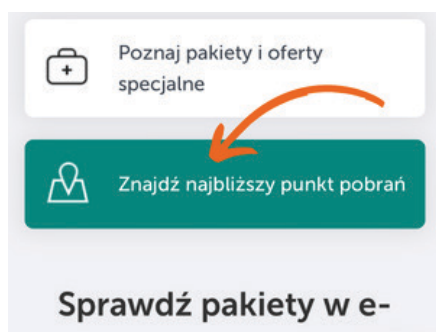 Poznaj pakiety i oferty
specjalne
Znajdź najbliższy punkt pobrań
Sprawdź pakiety w e-